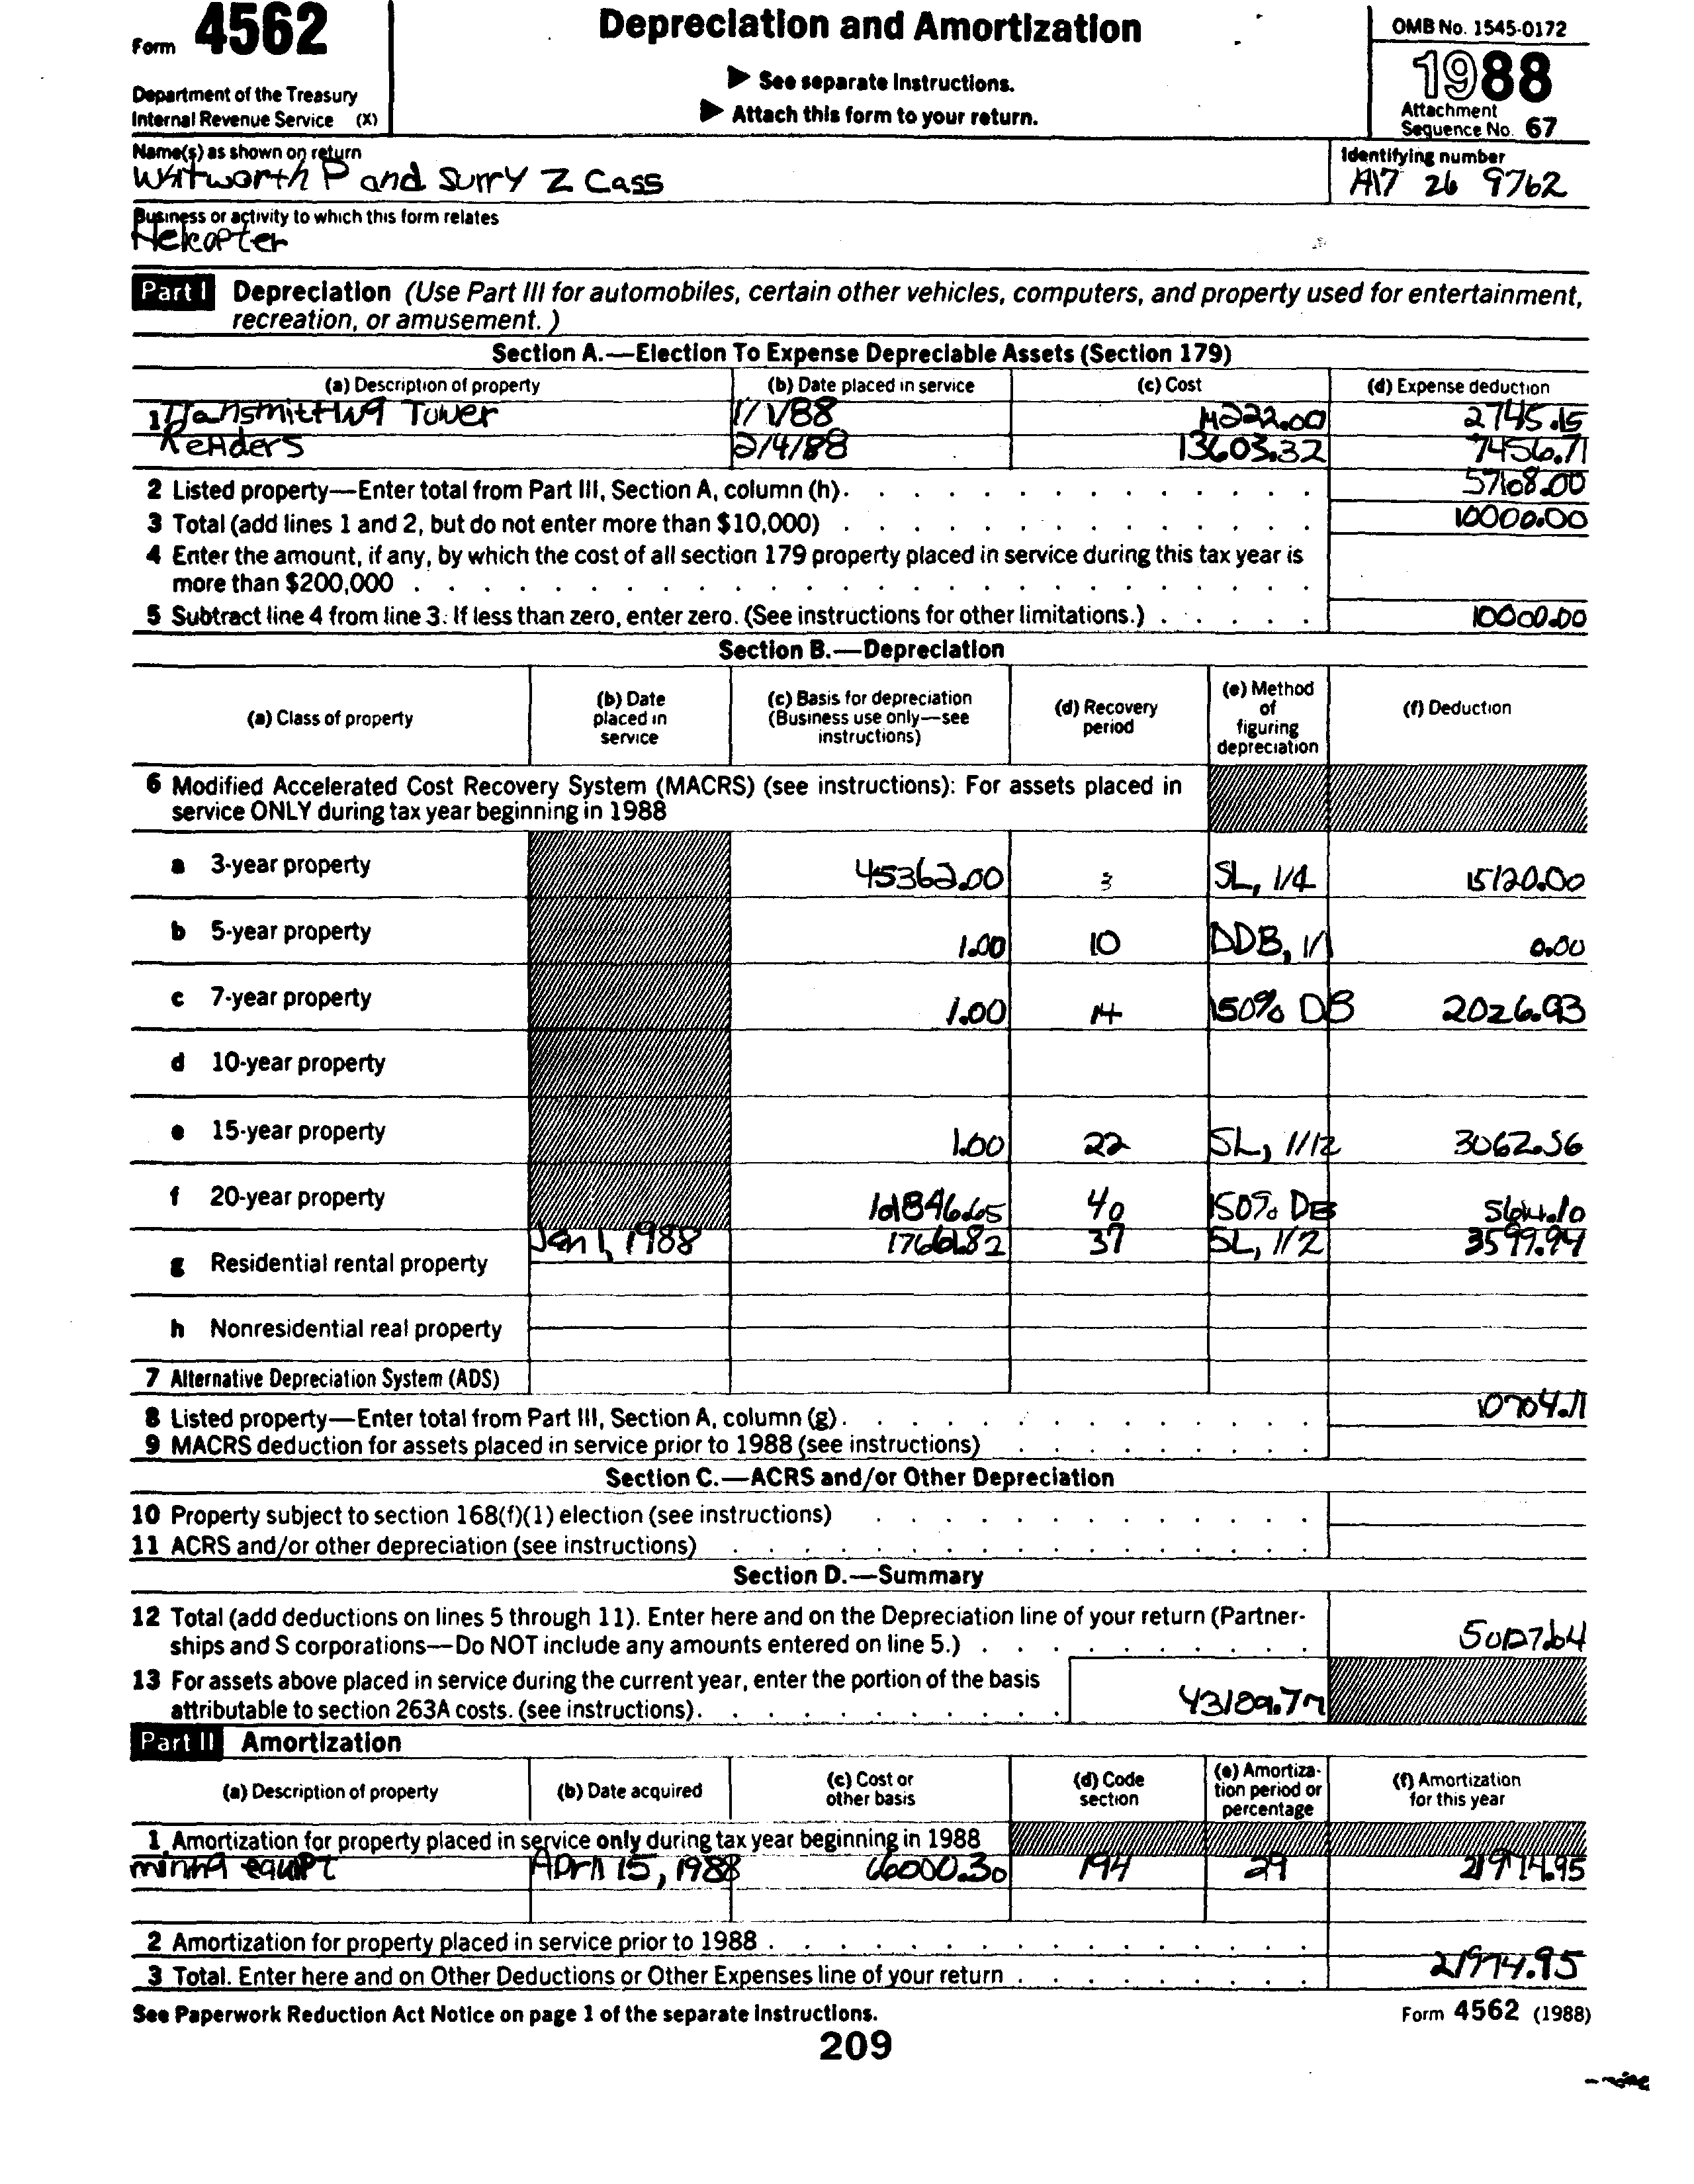 Form 4562
Department of the Treasury
Internal Revenue Service (X)
Depreciation and Amortization
▶ See separate Instructions.
▶ Attach this form to your return.
OMB No. 1545-0172
1988
Attachment
Sequence No. 67
Name(s) as shown on return
Whitworth P and Surry Z Cass
Identifying number
26 9762
Business or activity to which this form relates
Part I Depreciation (Use Part III for automobiles, certain other vehicles, computers, and property used for entertainment,
recreation, or amusement.)
Section A.—Election To Expense Depreciable Assets (Section 179)
(a) Description of property (b) Date placed in service (c) Cost (d) Expense deduction
1 Transmitting Tower 1/1/88 2745.15
2/4/88 13603.32 7456.71
2 Listed property—Enter total from Part III, Section A, column (h). 57108.00
3 Total (add lines 1 and 2, but do not enter more than $10,000) 10000.00
4 Enter the amount, if any, by which the cost of all section 179 property placed in service during this tax year is
more than $200,000
5 Subtract line 4 from line 3. If less than zero, enter zero. (See instructions for other limitations.) 10000.00
Section B.—Depreciation
(a) Class of property (b) Date placed in service (c) Basis for depreciation (Business use only—see instructions) (d) Recovery period (e) Method of figuring depreciation (f) Deduction
6 Modified Accelerated Cost Recovery System (MACRS) (see instructions): For assets placed in
service ONLY during tax year beginning in 1988
a 3-year property 45362.00 3 SL, 1/4 15120.00
b 5-year property 1.00 10 DDB, 1/1 0.00
c 7-year property 1.00 14 150% DB 2026.93
d 10-year property
e 15-year property 1.00 22 SL, 1/12 3062.56
f 20-year property 101846.65 40 150% DB 5614.10
Jan 1, 1988 17661.82 37 SL, 1/2 3599.94
g Residential rental property
h Nonresidential real property
7 Alternative Depreciation System (ADS)
8 Listed property—Enter total from Part III, Section A, column (g). 10704.11
9 MACRS deduction for assets placed in service prior to 1988 (see instructions)
Section C.—ACRS and/or Other Depreciation
10 Property subject to section 168(f)(1) election (see instructions)
11 ACRS and/or other depreciation (see instructions)
Section D.—Summary
12 Total (add deductions on lines 5 through 11). Enter here and on the Depreciation line of your return (Partner-
ships and S corporations—Do NOT include any amounts entered on line 5.) 50127.64
13 For assets above placed in service during the current year, enter the portion of the basis
attributable to section 263A costs. (see instructions). 43189.77
Part II Amortization
(a) Description of property (b) Date acquired (c) Cost or other basis (d) Code section (e) Amortiza-tion period or percentage (f) Amortization for this year
1 Amortization for property placed in service only during tax year beginning in 1988
mining equipt April 15, 1988 66000.30 194 29 21974.95
2 Amortization for property placed in service prior to 1988
3 Total. Enter here and on Other Deductions or Other Expenses line of your return 21974.95
See Paperwork Reduction Act Notice on page 1 of the separate Instructions.
Form 4562 (1988)
209